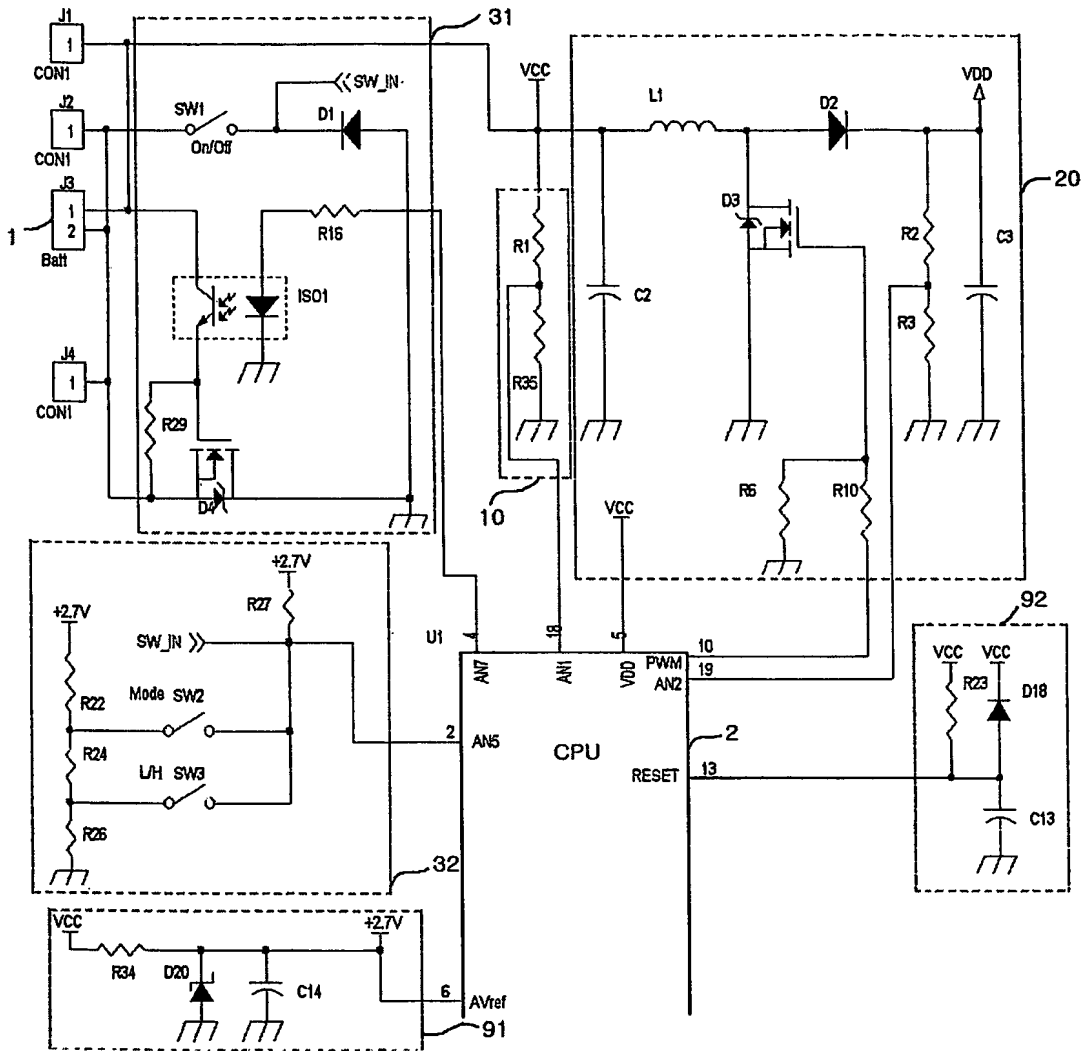 J1
1
CON1
J2
1
CON1
J3
1
2
Batt
1
J4
1
CON1
31
SW_IN
SW1
On/Off
D1
R16
ISO1
R29
D4
VCC
R1
R35
10
20
L1
D2
VDD
C2
D3
R2
R3
C3
R6
R10
VCC
+2.7V
R27
+2.7V
SW_IN
R22
Mode SW2
R24
L/H SW3
R26
32
U1
4
AN7
18
AN1
5
VDD
10
PWM
19
AN2
2
AN5
CPU
2
RESET
13
6
AVref
92
VCC
VCC
R23
D18
C13
VCC
+2.7V
R34
D20
C14
91